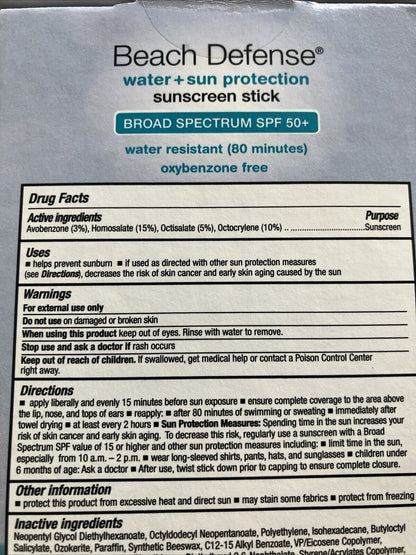 Beach Defense®
water+sun protection
sunscreen stick
BROAD SPECTRUM SPF 50+
water resistant (80 minutes)
oxybenzone free
Drug Facts
Active ingredients Purpose
Avobenzone (3%), Homosalate (15%), Octisalate (5%), Octocrylene (10%) .. ................................Sunscreen
Uses
▪ helps prevent sunburn ▪ if used as directed with other sun protection measures
(see Directions), decreases the risk of skin cancer and early skin aging caused by the sun
Warnings
For external use only
Do not use on damaged or broken skin
When using this product keep out of eyes. Rinse with water to remove.
Stop use and ask a doctor if rash occurs
Keep out of reach of children. If swallowed, get medical help or contact a Poison Control Center
right away.
Directions
▪ apply liberally and evenly 15 minutes before sun exposure ▪ ensure complete coverage to the area above
the lip, nose, and tops of ears ▪ reapply: ▪ after 80 minutes of swimming or sweating ▪ immediately after
towel drying ▪ at least every 2 hours ▪ Sun Protection Measures: Spending time in the sun increases your
risk of skin cancer and early skin aging. To decrease this risk, regularly use a sunscreen with a Broad
Spectrum SPF value of 15 or higher and other sun protection measures including: ▪ limit time in the sun,
especially from 10 a.m. – 2 p.m. ▪ wear long-sleeved shirts, pants, hats, and sunglasses ▪ children under
6 months of age: Ask a doctor ▪ After use, twist stick down prior to capping to ensure complete closure.
Other information
▪ protect this product from excessive heat and direct sun ▪ may stain some fabrics ▪ protect from freezing
Inactive ingredients
Neopentyl Glycol Diethylhexanoate, Octyldodecyl Neopentanoate, Polyethylene, Isohexadecane, Butyloctyl
Salicylate, Ozokerite, Paraffin, Synthetic Beeswax, C12-15 Alkyl Benzoate, VP/Eicosene Copolymer,
Naphthalate, Styrene/Acrylates Copolymer,